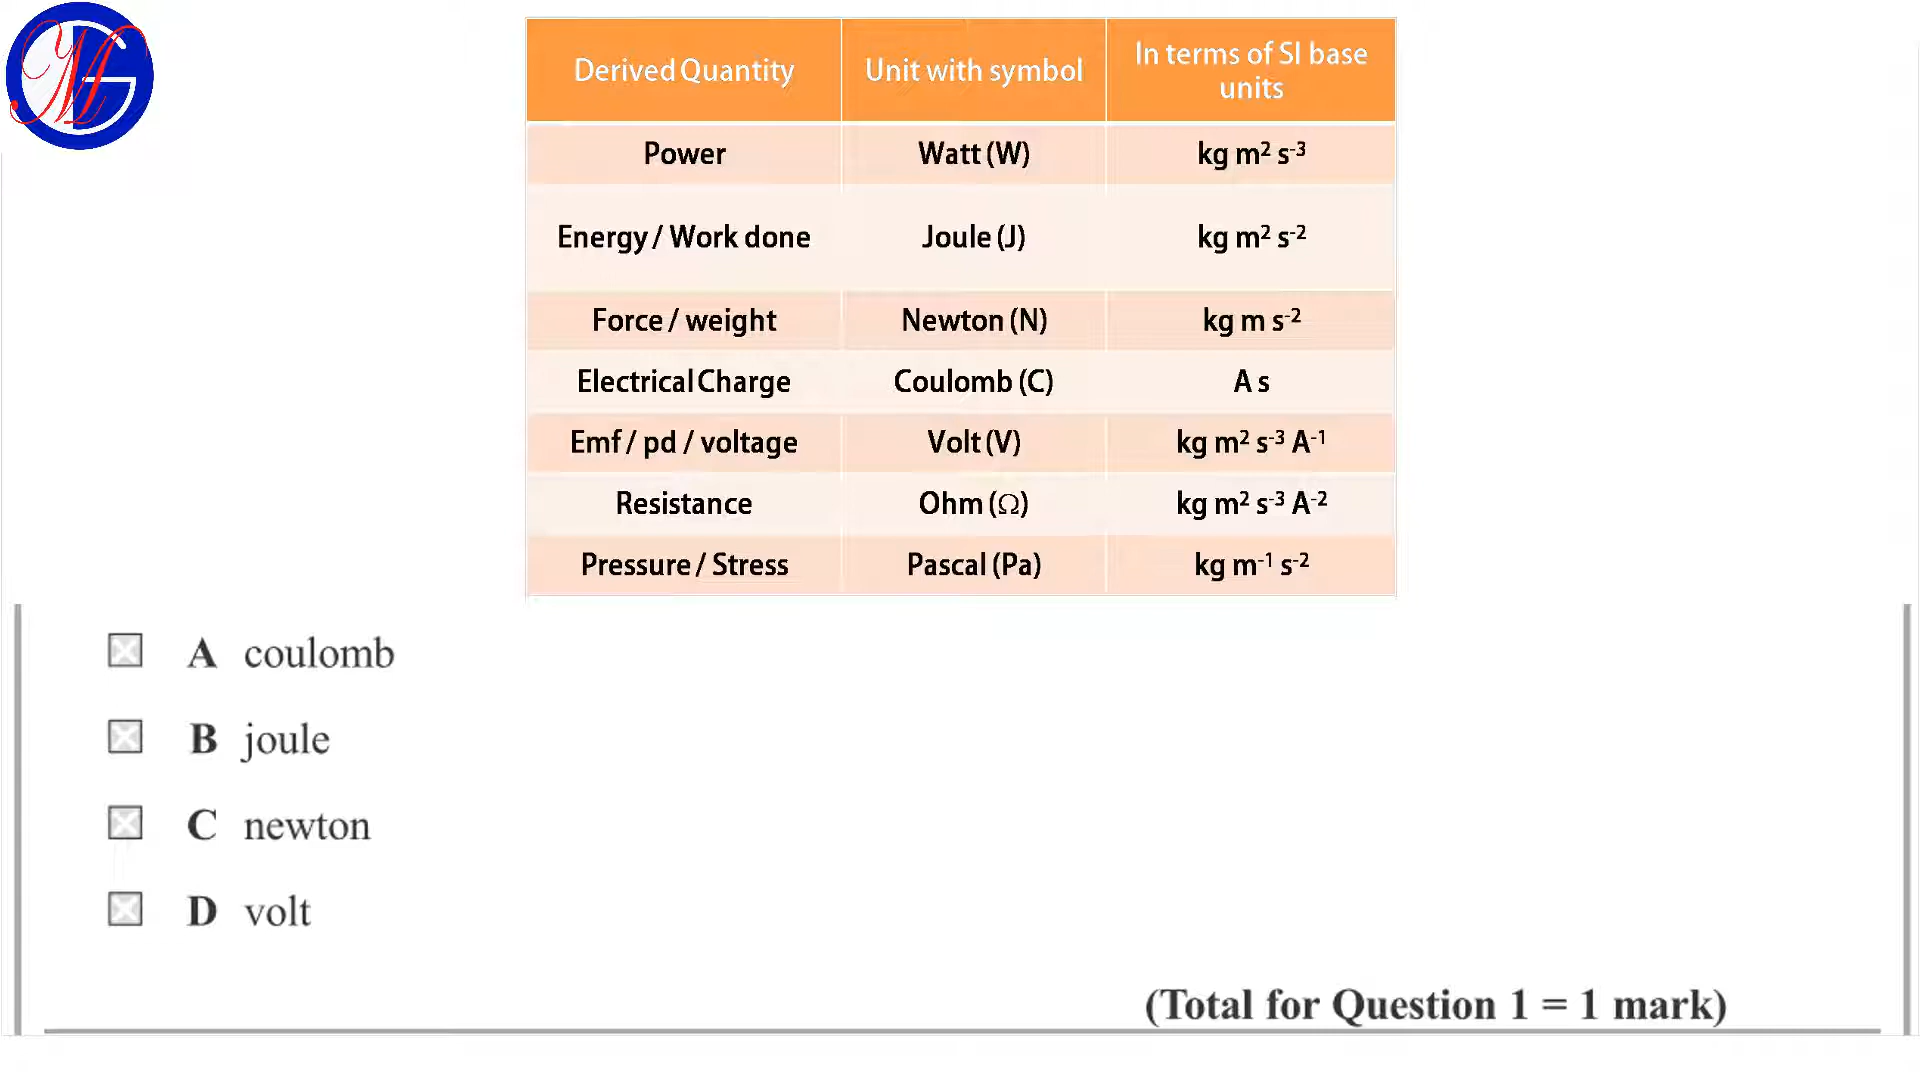 MG
Derived Quantity Unit with symbol In terms of SI base units
Power Watt (W) kg m² s⁻³
Energy / Work done Joule (J) kg m² s⁻²
Force / weight Newton (N) kg m s⁻²
Electrical Charge Coulomb (C) A s
Emf / pd / voltage Volt (V) kg m² s⁻³ A⁻¹
Resistance Ohm (Ω) kg m² s⁻³ A⁻²
Pressure / Stress Pascal (Pa) kg m⁻¹ s⁻²
A coulomb
B joule
C newton
D volt
(Total for Question 1 = 1 mark)